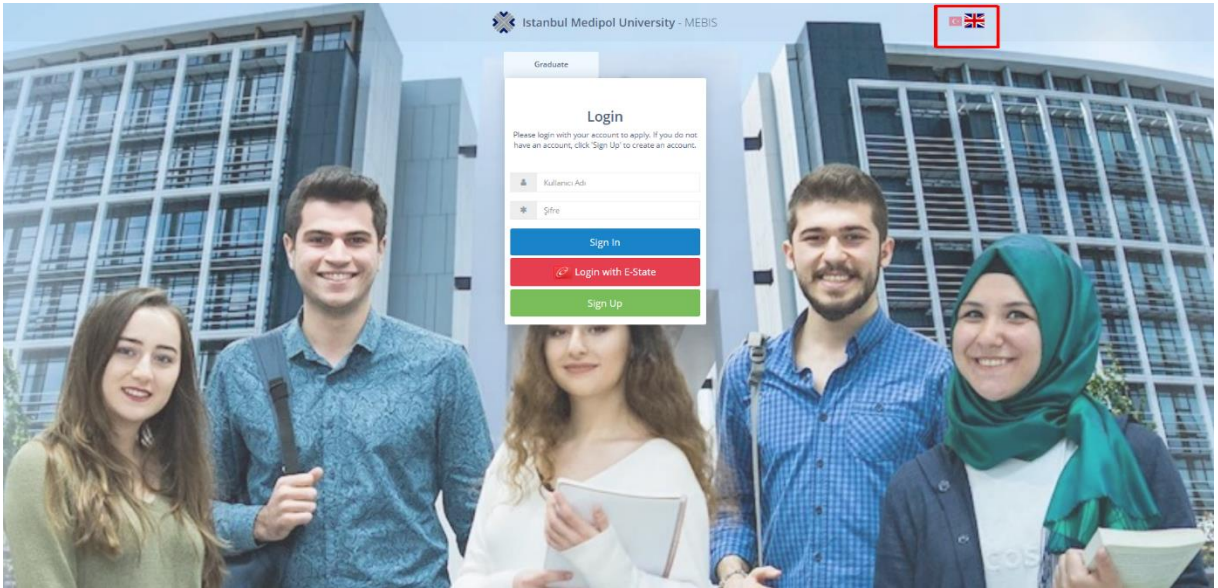 Istanbul Medipol University - MEBIS
Graduate
Login
Please login with your account to apply. If you do not
have an account, click 'Sign Up' to create an account.
Kullanıcı Adı
Şifre
Sign In
Login with E-State
Sign Up